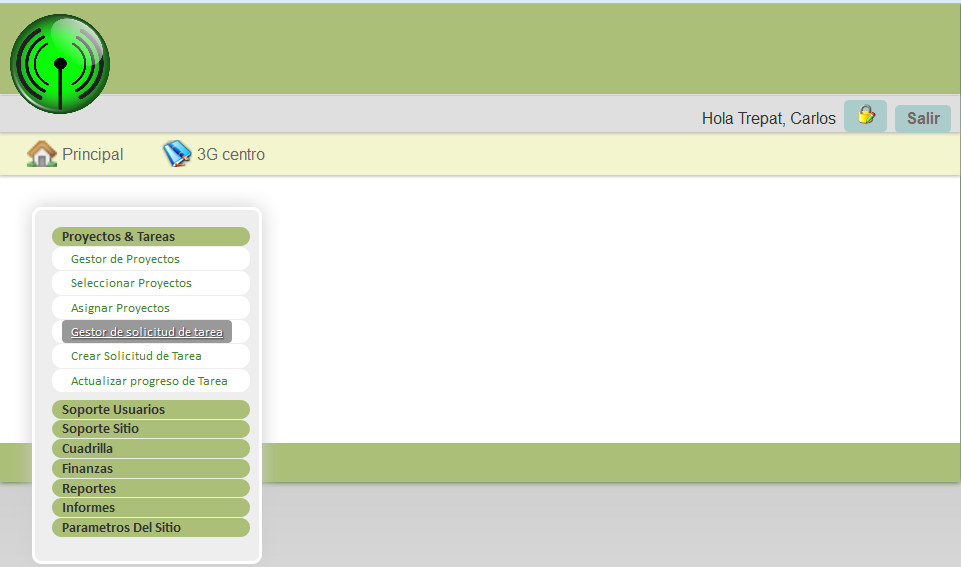 Hola Trepat, Carlos Salir
Principal 3G centro
Proyectos & Tareas
Gestor de Proyectos
Seleccionar Proyectos
Asignar Proyectos
Gestor de solicitud de tarea
Crear Solicitud de Tarea
Actualizar progreso de Tarea
Soporte Usuarios
Soporte Sitio
Cuadrilla
Finanzas
Reportes
Informes
Parametros Del Sitio